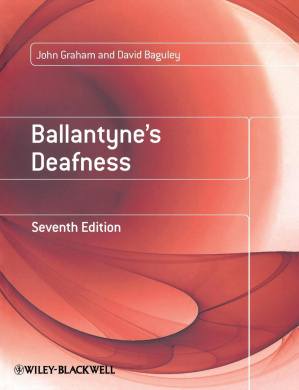 John Graham and David Baguley
Ballantyne's
Deafness
Seventh Edition
WILEY-BLACKWELL